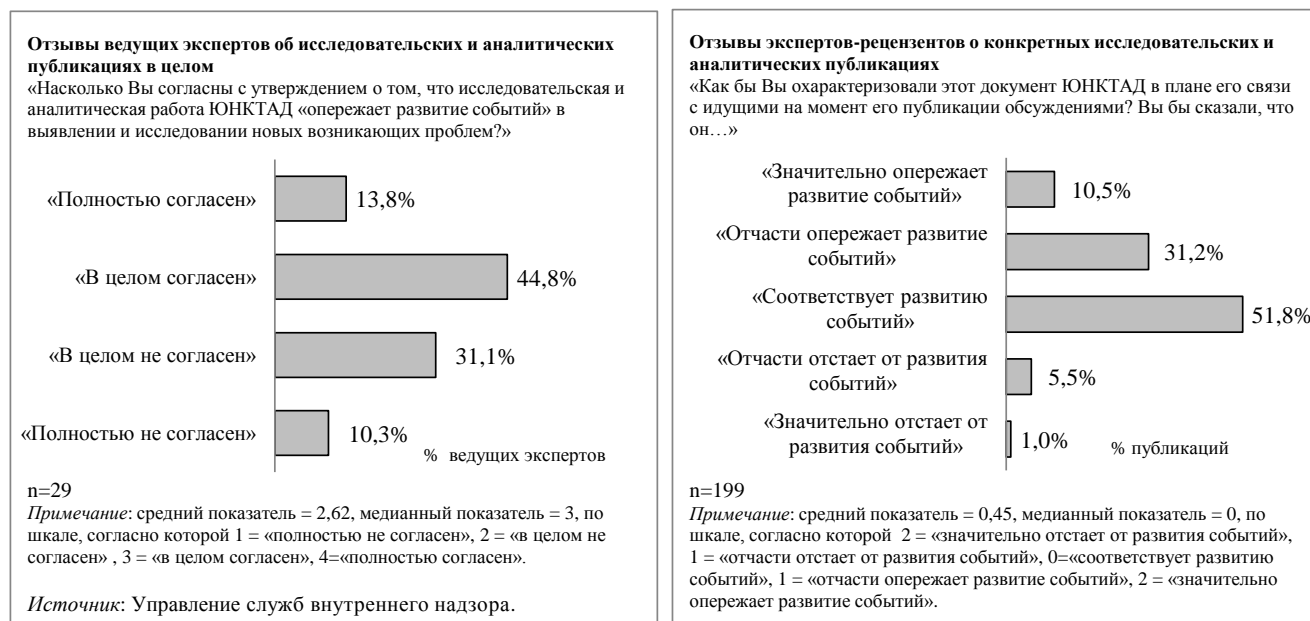 Отзывы ведущих экспертов об исследовательских и аналитических
публикациях в целом
«Насколько Вы согласны с утверждением о том, что исследовательская и
аналитическая работа ЮНКТАД «опережает развитие событий» в
выявлении и исследовании новых возникающих проблем?»
«Полностью согласен»
13,8%
«В целом согласен»
44,8%
«В целом не согласен»
31,1%
«Полностью не согласен»
10,3%
% ведущих экспертов
n=29
Примечание: средний показатель = 2,62, медианный показатель = 3, по
шкале, согласно которой 1 = «полностью не согласен», 2 = «в целом не
согласен» , 3 = «в целом согласен», 4=«полностью согласен».
Источник: Управление служб внутреннего надзора.
Отзывы экспертов-рецензентов о конкретных исследовательских и
аналитических публикациях
«Как бы Вы охарактеризовали этот документ ЮНКТАД в плане его связи
с идущими на момент его публикации обсуждениями? Вы бы сказали, что
он…»
«Значительно опережает
развитие событий»
10,5%
«Отчасти опережает развитие
событий»
31,2%
«Соответствует развитию
событий»
51,8%
«Отчасти отстает от развития
событий»
5,5%
«Значительно отстает от
развития событий»
1,0%
% публикаций
n=199
Примечание: средний показатель = 0,45, медианный показатель = 0, по
шкале, согласно которой 2 = «значительно отстает от развития событий»,
1 = «отчасти отстает от развития событий», 0=«соответствует развитию
событий», 1 = «отчасти опережает развитие событий», 2 = «значительно
опережает развитие событий».